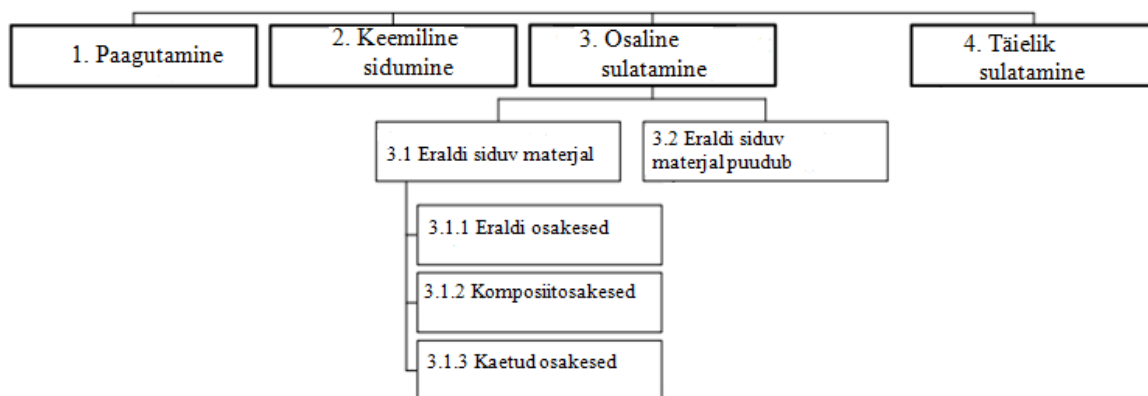 1. Paagutamine
2. Keemiline
sidumine
3. Osaline
sulatamine
4. Täielik
sulatamine
3.1 Eraldi siduv materjal
3.2 Eraldi siduv
materjal puudub
3.1.1 Eraldi osakesed
3.1.2 Komposiitosakesed
3.1.3 Kaetud osakesed